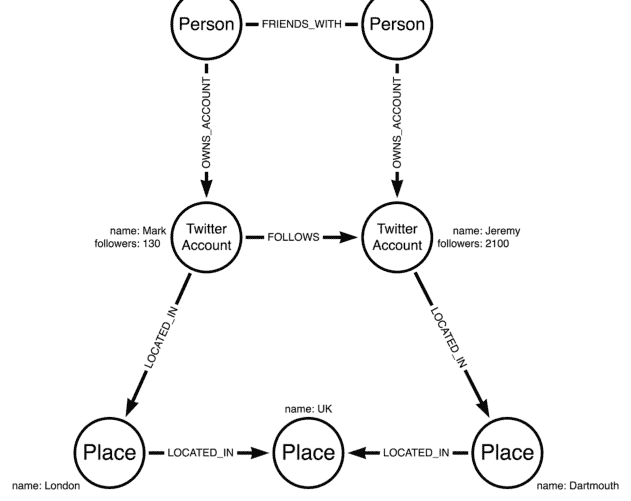 Person
FRIENDS_WITH
Person
OWNS_ACCOUNT
OWNS_ACCOUNT
name: Mark
followers: 130
Twitter
Account
FOLLOWS
Twitter
Account
name: Jeremy
followers: 2100
LOCATED_IN
LOCATED_IN
name: UK
Place
LOCATED_IN
Place
LOCATED_IN
Place
name: London
name: Dartmouth